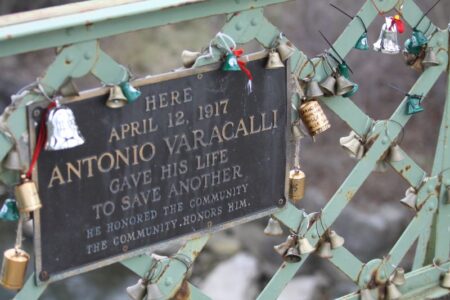 HERE
APRIL 12, 1917
ANTONIO VARACALLI
GAVE HIS LIFE
TO SAVE ANOTHER
HE HONORED THE COMMUNITY
THE COMMUNITY HONORS HIM.